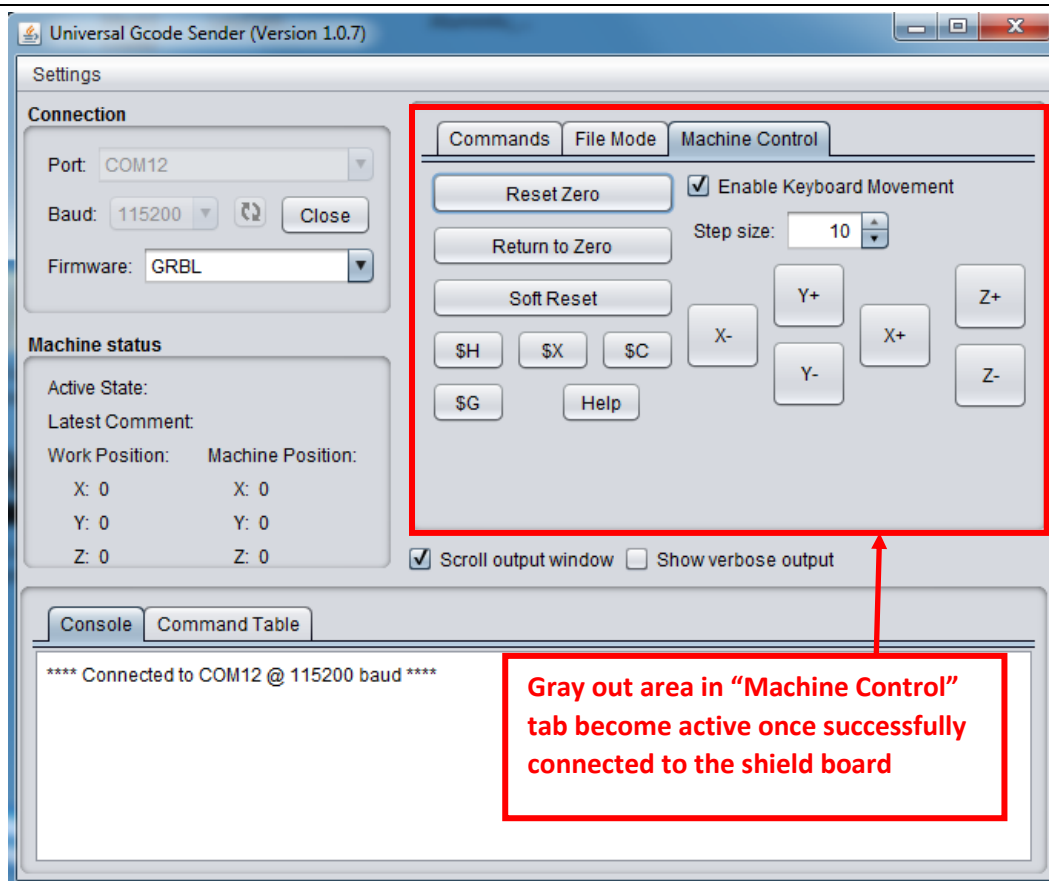 Universal Gcode Sender (Version 1.0.7)
Settings
Connection
Port: COM12
Baud: 115200 Close
Firmware: GRBL
Machine status
Active State:
Latest Comment:
Work Position: Machine Position:
X: 0 X: 0
Y: 0 Y: 0
Z: 0 Z: 0
Commands File Mode Machine Control
Reset Zero
Return to Zero
Soft Reset
$H $X $C
$G Help
Enable Keyboard Movement
Step size: 10
Y+ Z+
X- X+
Y- Z-
Scroll output window Show verbose output
Console Command Table
**** Connected to COM12 @ 115200 baud ****
Gray out area in “Machine Control”
tab become active once successfully
connected to the shield board